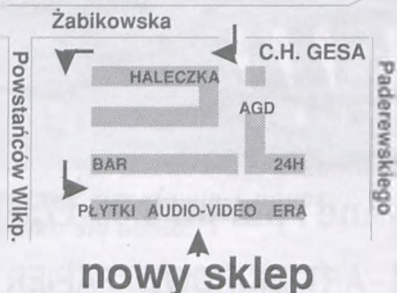 Żabikowska
C.H. GESA
HALECZKA
AGD
Powstańców Wlkp.
Paderewskiego
BAR 24H
PŁYTKI AUDIO-VIDEO ERA
nowy sklep